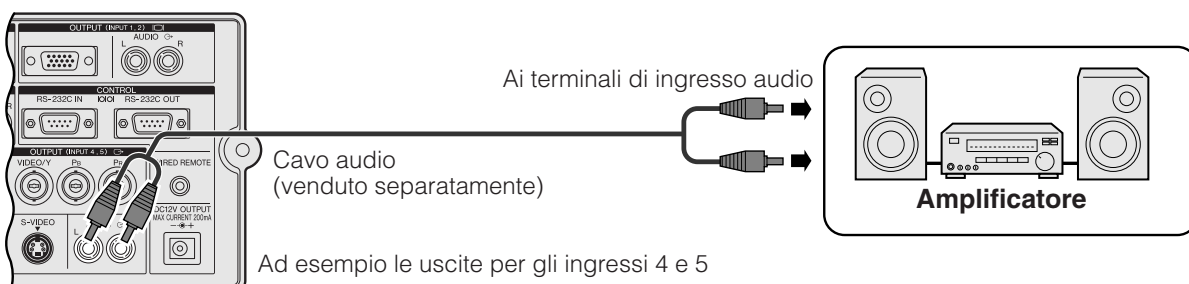 OUTPUT (INPUT 1, 2)
AUDIO
L
R
CONTROL
RS-232C IN IOIOI RS-232C OUT
OUTPUT (INPUT 4, 5)
VIDEO/Y PB PR WIRED REMOTE
S-VIDEO
L
DC12V OUTPUT
MAX CURRENT 200mA
Ai terminali di ingresso audio
Cavo audio
(venduto separatamente)
Ad esempio le uscite per gli ingressi 4 e 5
Amplificatore